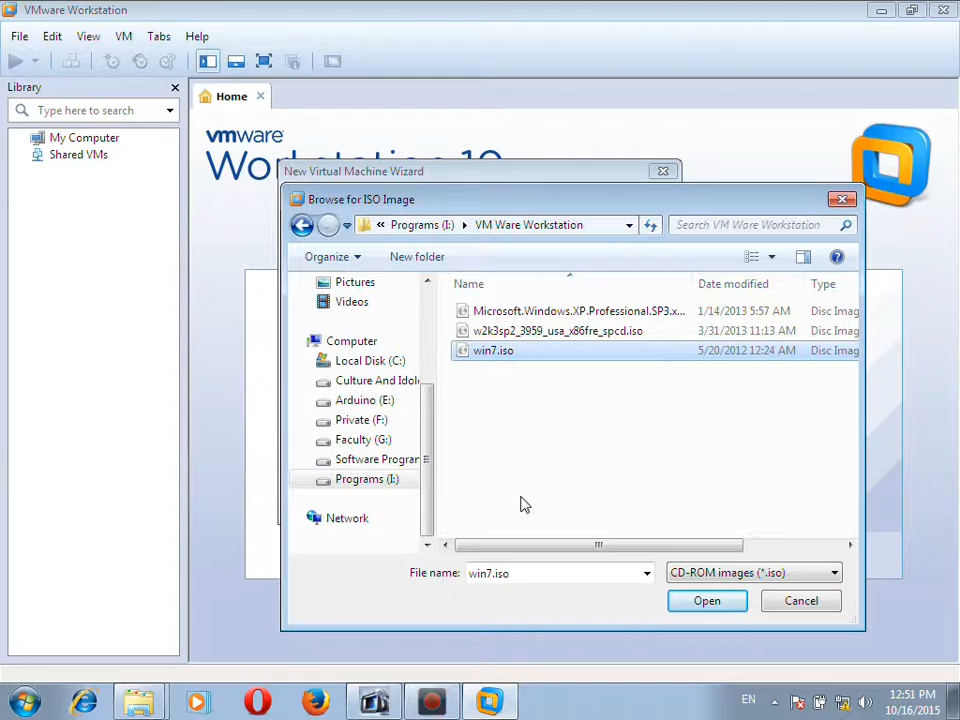 VMware Workstation
File Edit View VM Tabs Help
Library
Home
Type here to search
My Computer
Shared VMs
vmware
Workstation 10
New Virtual Machine Wizard
Browse for ISO Image
« Programs (I:) VM Ware Workstation
Search VM Ware Workstation
Organize New folder
Name Date modified Type
Pictures
Videos
Computer
Local Disk (C:)
Culture And Idol
Arduino (E:)
Private (F:)
Faculty (G:)
Software Progran
Programs (I:)
Network
Microsoft.Windows.XP.Professional.SP3.x... 1/14/2013 5:57 AM Disc Imag
w2k3sp2_3959_usa_x86fre_spcd.iso 3/31/2013 11:13 AM Disc Imag
win7.iso 5/20/2012 12:24 AM Disc Imag
File name: win7.iso CD-ROM images (*.iso)
Open Cancel
EN
12:51 PM
10/16/2015